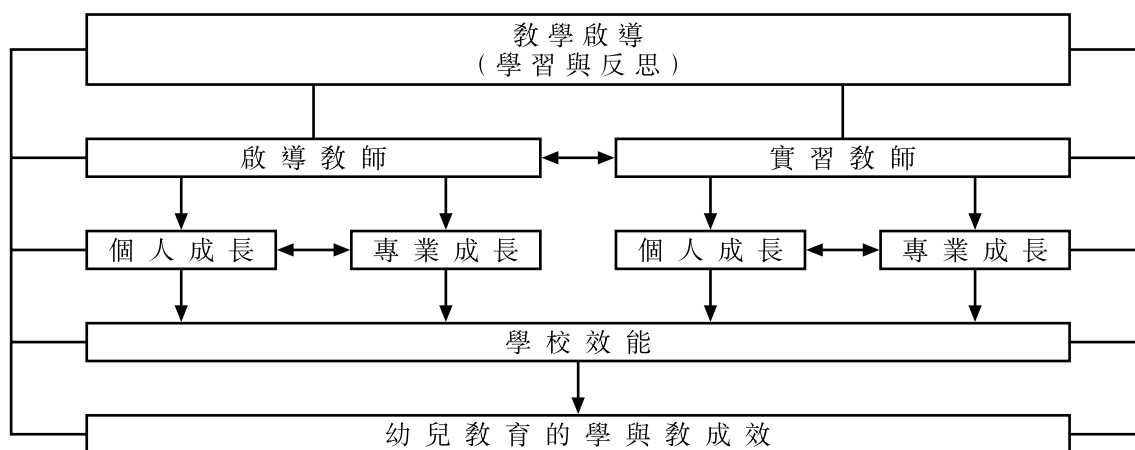 教學啟導
(學習與反思)
啟導教師
實習教師
個人成長
專業成長
個人成長
專業成長
學校效能
幼兒教育的學與教成效